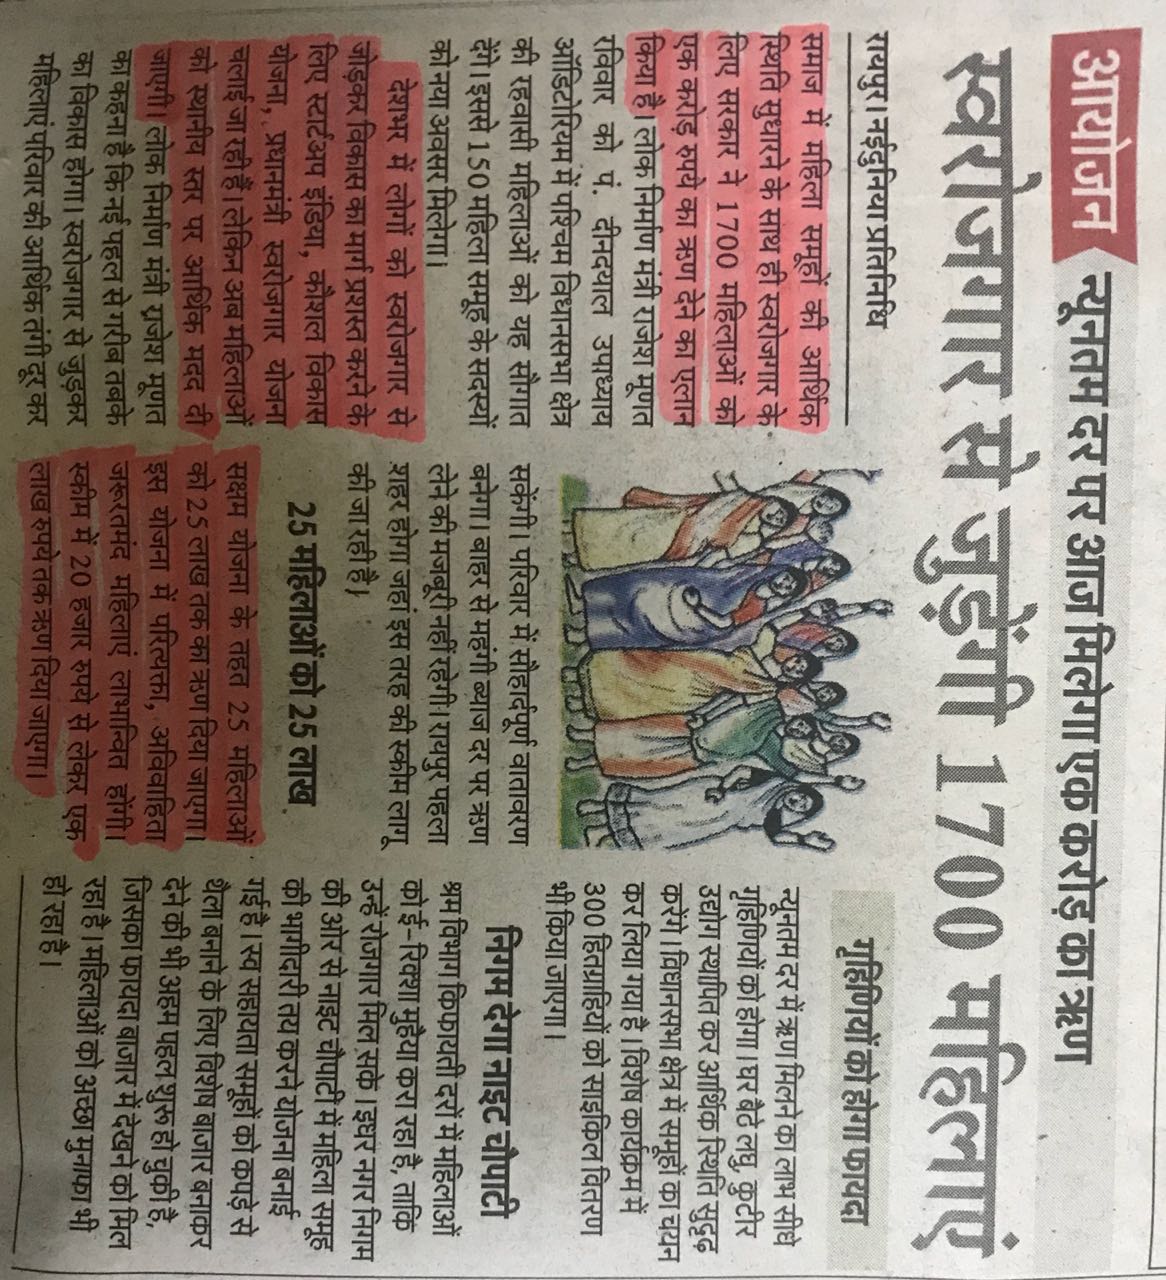 आयोजन
न्यूनतम दर पर आज मिलेगा एक करोड़ का ऋण
स्वरोजगार से जुड़ेंगी 1700 महिलाएं
रायपुर। नईदुनिया प्रतिनिधि
समाज में महिला समूहों की आर्थिक
स्थिति सुधारने के साथ ही स्वरोजगार के
लिए सरकार ने 1700 महिलाओं को
एक करोड़ रुपये का ऋण देने का एलान
किया है। लोक निर्माण मंत्री राजेश मूणत
रविवार को पं. दीनदयाल उपाध्याय
ऑडिटोरियम में पश्चिम विधानसभा क्षेत्र
की रहवासी महिलाओं को यह सौगात
देंगे। इससे 150 महिला समूह के सदस्यों
को नया अवसर मिलेगा।
देशभर में लोगों को स्वरोजगार से
जोड़कर विकास का मार्ग प्रशस्त करने के
लिए स्टार्टअप इंडिया, कौशल विकास
योजना, प्रधानमंत्री स्वरोजगार योजना
चलाई जा रही है। लेकिन अब महिलाओं
को स्थानीय स्तर पर आर्थिक मदद दी
जाएगी। लोक निर्माण मंत्री राजेश मूणत
का कहना है कि नई पहल से गरीब तबके
का विकास होगा। स्वरोजगार से जुड़कर
महिलाएं परिवार की आर्थिक तंगी दूर कर
सकेंगी। परिवार में सौहार्दपूर्ण वातावरण
बनेगा। बाहर से महंगी ब्याज दर पर ऋण
लेने की मजबूरी नहीं रहेगी। रायपुर पहला
शहर होगा जहां इस तरह की स्कीम लागू
की जा रही है।
25 महिलाओं को 25 लाख
सक्षम योजना के तहत 25 महिलाओं
को 25 लाख तक का ऋण दिया जाएगा।
इस योजना में परित्यक्ता, अविवाहिता
जरूरतमंद महिलाएं लाभान्वित होंगी।
स्कीम में 20 हजार रुपये से लेकर एक
लाख रुपये तक ऋण दिया जाएगा।
गृहिणियों को होगा फायदा
न्यूनतम दर में ऋण मिलने का लाभ सीधे
गृहिणियों को होगा। घर बैठे लघु कुटीर
उद्योग स्थापित कर आर्थिक स्थिति सुदृढ़
करेंगे। विधानसभा क्षेत्र में समूहों का चयन
कर लिया गया है। विशेष कार्यक्रम में
300 हितग्राहियों को साइकिल वितरण
भी किया जाएगा।
निगम देगा नाइट चौपाटी
श्रम विभाग किफायती दरों में महिलाओं
को ई-रिक्शा मुहैया करा रहा है, ताकि
उन्हें रोजगार मिल सके। इधर नगर निगम
की ओर से नाइट चौपाटी में महिला समूह
की भागीदारी तय करने योजना बनाई
गई है। स्व सहायता समूहों को कपड़े से
थैला बनाने के लिए विशेष बाजार बनाकर
देने की भी अहम पहल शुरू हो चुकी है,
जिसका फायदा बाजार में देखने को मिल
रहा है। महिलाओं को अच्छा मुनाफा भी
हो रहा है।